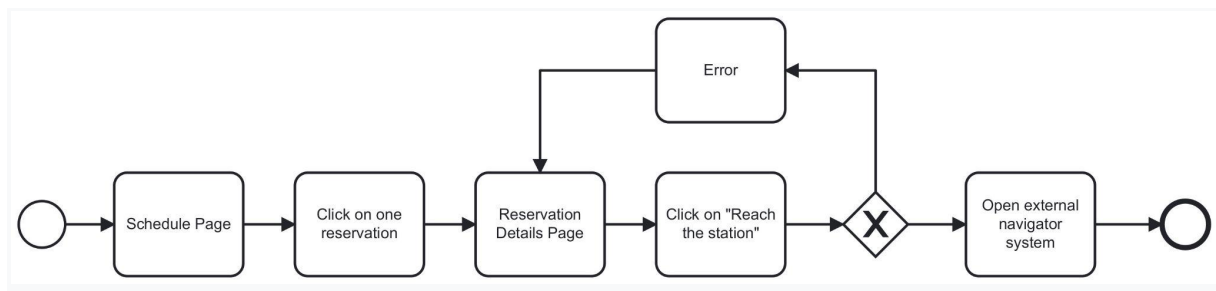 Error
Schedule Page
Click on one
reservation
Reservation
Details Page
Click on "Reach
the station"
X
Open external
navigator
system